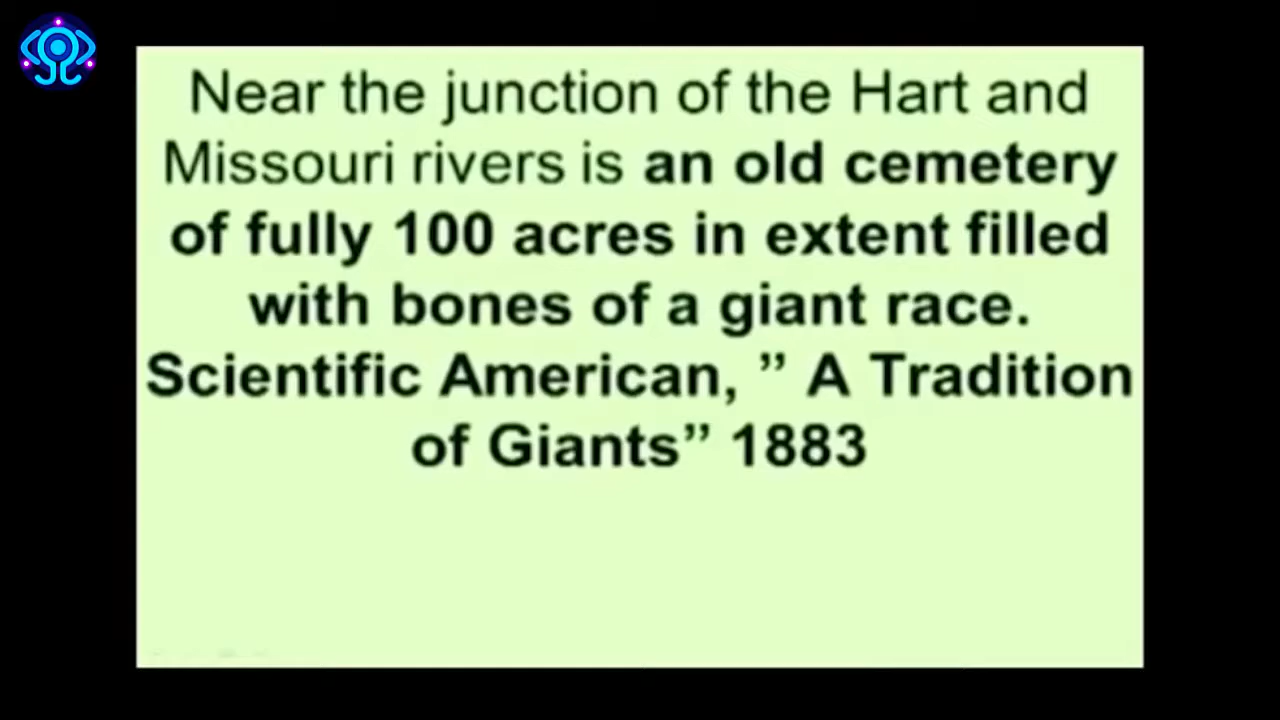 Near the junction of the Hart and
Missouri rivers is an old cemetery
of fully 100 acres in extent filled
with bones of a giant race.
Scientific American, ” A Tradition
of Giants” 1883